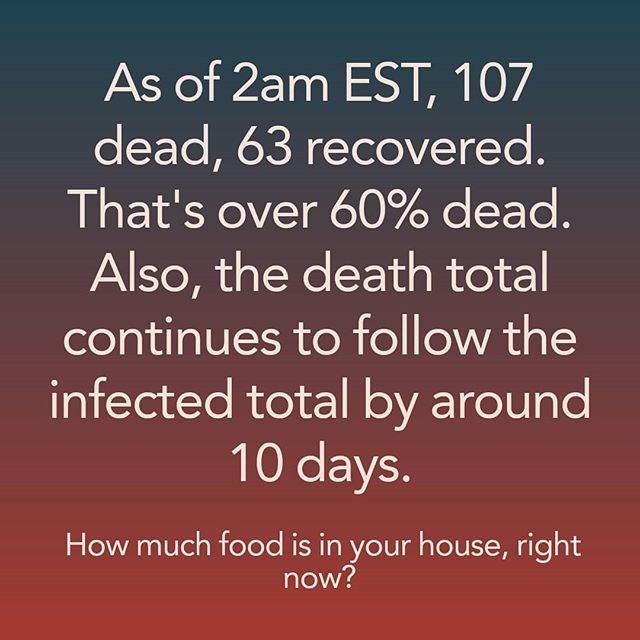 As of 2am EST, 107
dead, 63 recovered.
That's over 60% dead.
Also, the death total
continues to follow the
infected total by around
10 days.
How much food is in your house, right
now?